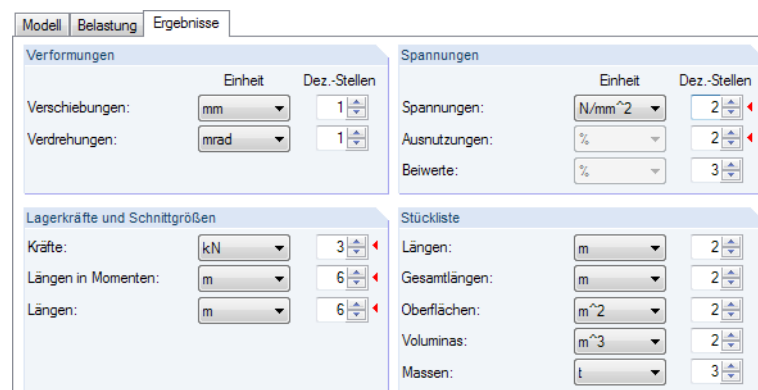 Modell Belastung Ergebnisse
Verformungen
Einheit Dez.-Stellen
Verschiebungen: mm 1
Verdrehungen: mrad 1
Spannungen
Einheit Dez.-Stellen
Spannungen: N/mm^2 2
Ausnutzungen: % 2
Beiwerte: % 3
Lagerkräfte und Schnittgrößen
Kräfte: kN 3
Längen in Momenten: m 6
Längen: m 6
Stückliste
Längen: m 2
Gesamtlängen: m 2
Oberflächen: m^2 2
Voluminas: m^3 2
Massen: t 3